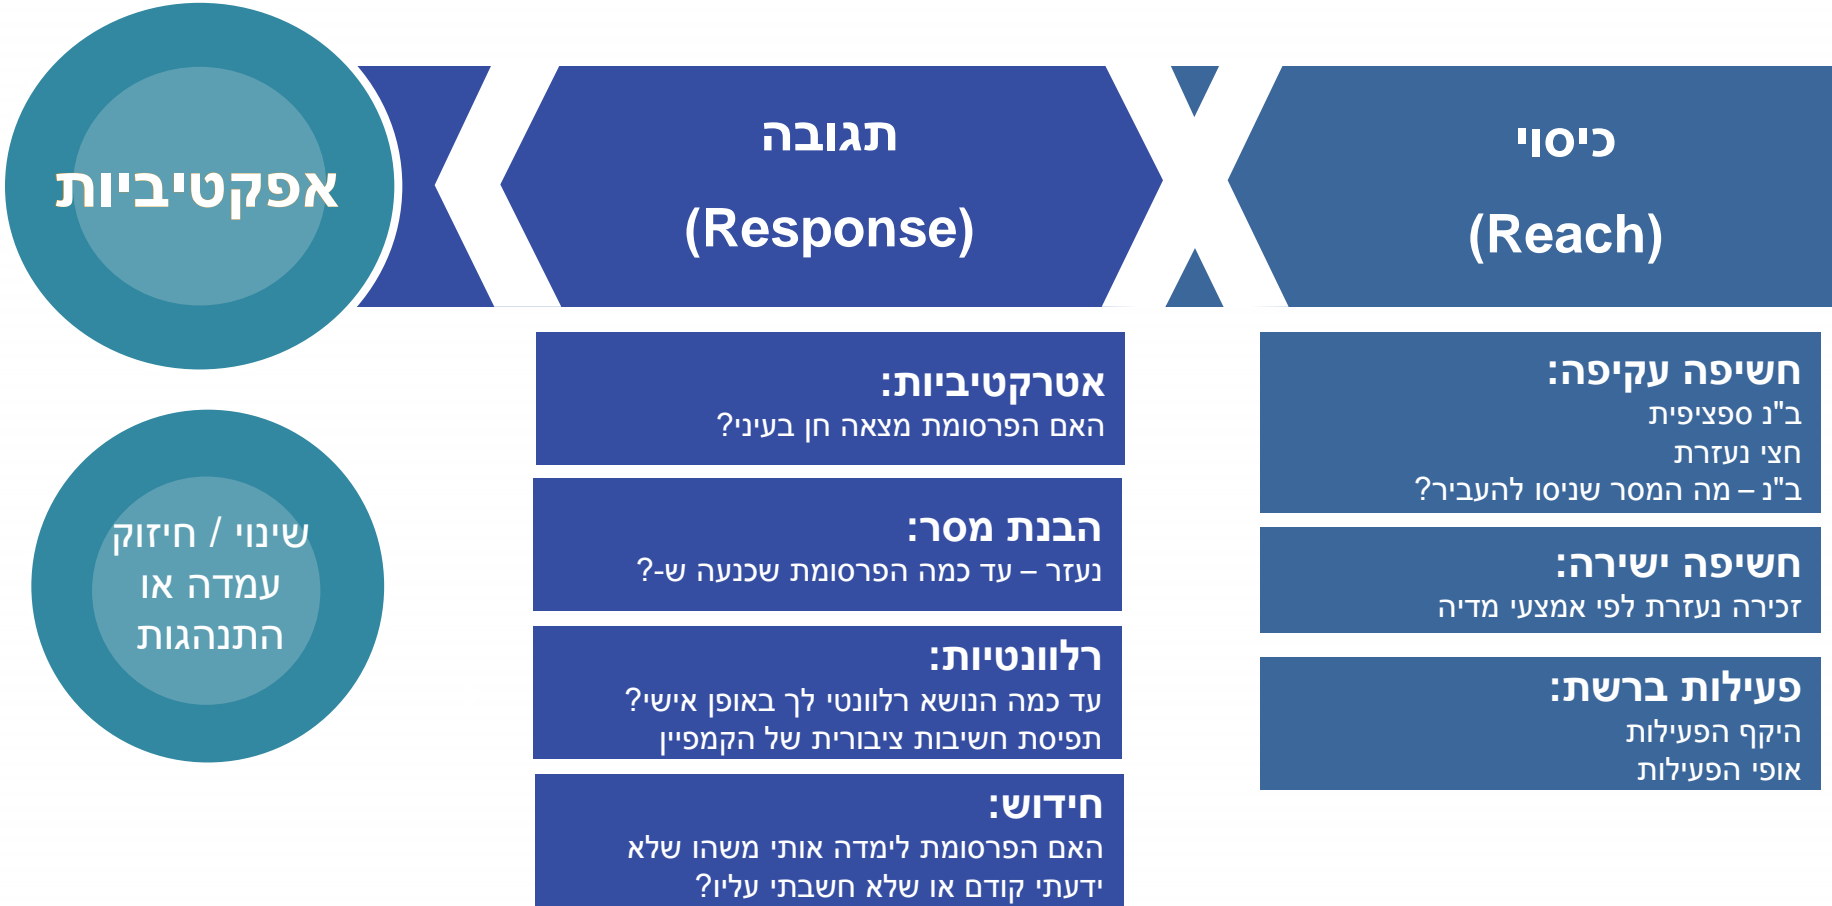 כיסוי
(Reach)
חשיפה עקיפה:
ב"נ ספציפית
חצי נעזרת
ב"נ – מה המסר שניסו להעביר?
חשיפה ישירה:
זכירה נעזרת לפי אמצעי מדיה
פעילות ברשת:
היקף הפעילות
אופי הפעילות
תגובה
(Response)
אטרקטיביות:
האם הפרסומת מצאה חן בעיני?
הבנת מסר:
נעזר – עד כמה הפרסומת שכנעה ש-?
רלוונטיות:
עד כמה הנושא רלוונטי לך באופן אישי?
תפיסת חשיבות ציבורית של הקמפיין
חידוש:
האם הפרסומת לימדה אותי משהו שלא
ידעתי קודם או שלא חשבתי עליו?
אפקטיביות
שינוי / חיזוק
עמדה או
התנהגות